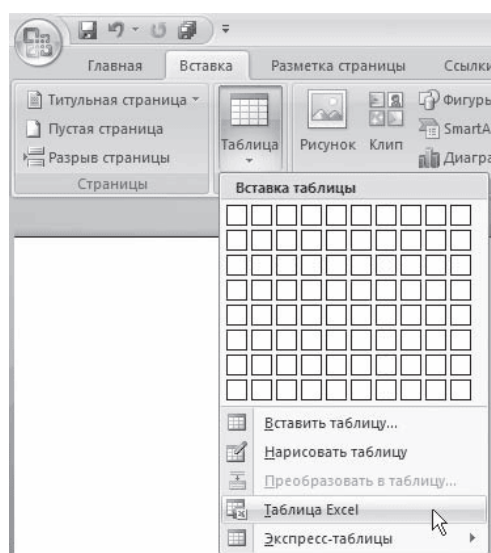 Главная Вставка Разметка страницы Ссылки
Титульная страница
Пустая страница
Разрыв страницы
Страницы
Таблица
Рисунок
Клип
Фигуры
SmartA
Диагра
Вставка таблицы
Вставить таблицу...
Нарисовать таблицу
Преобразовать в таблицу...
Таблица Excel
Экспресс-таблицы